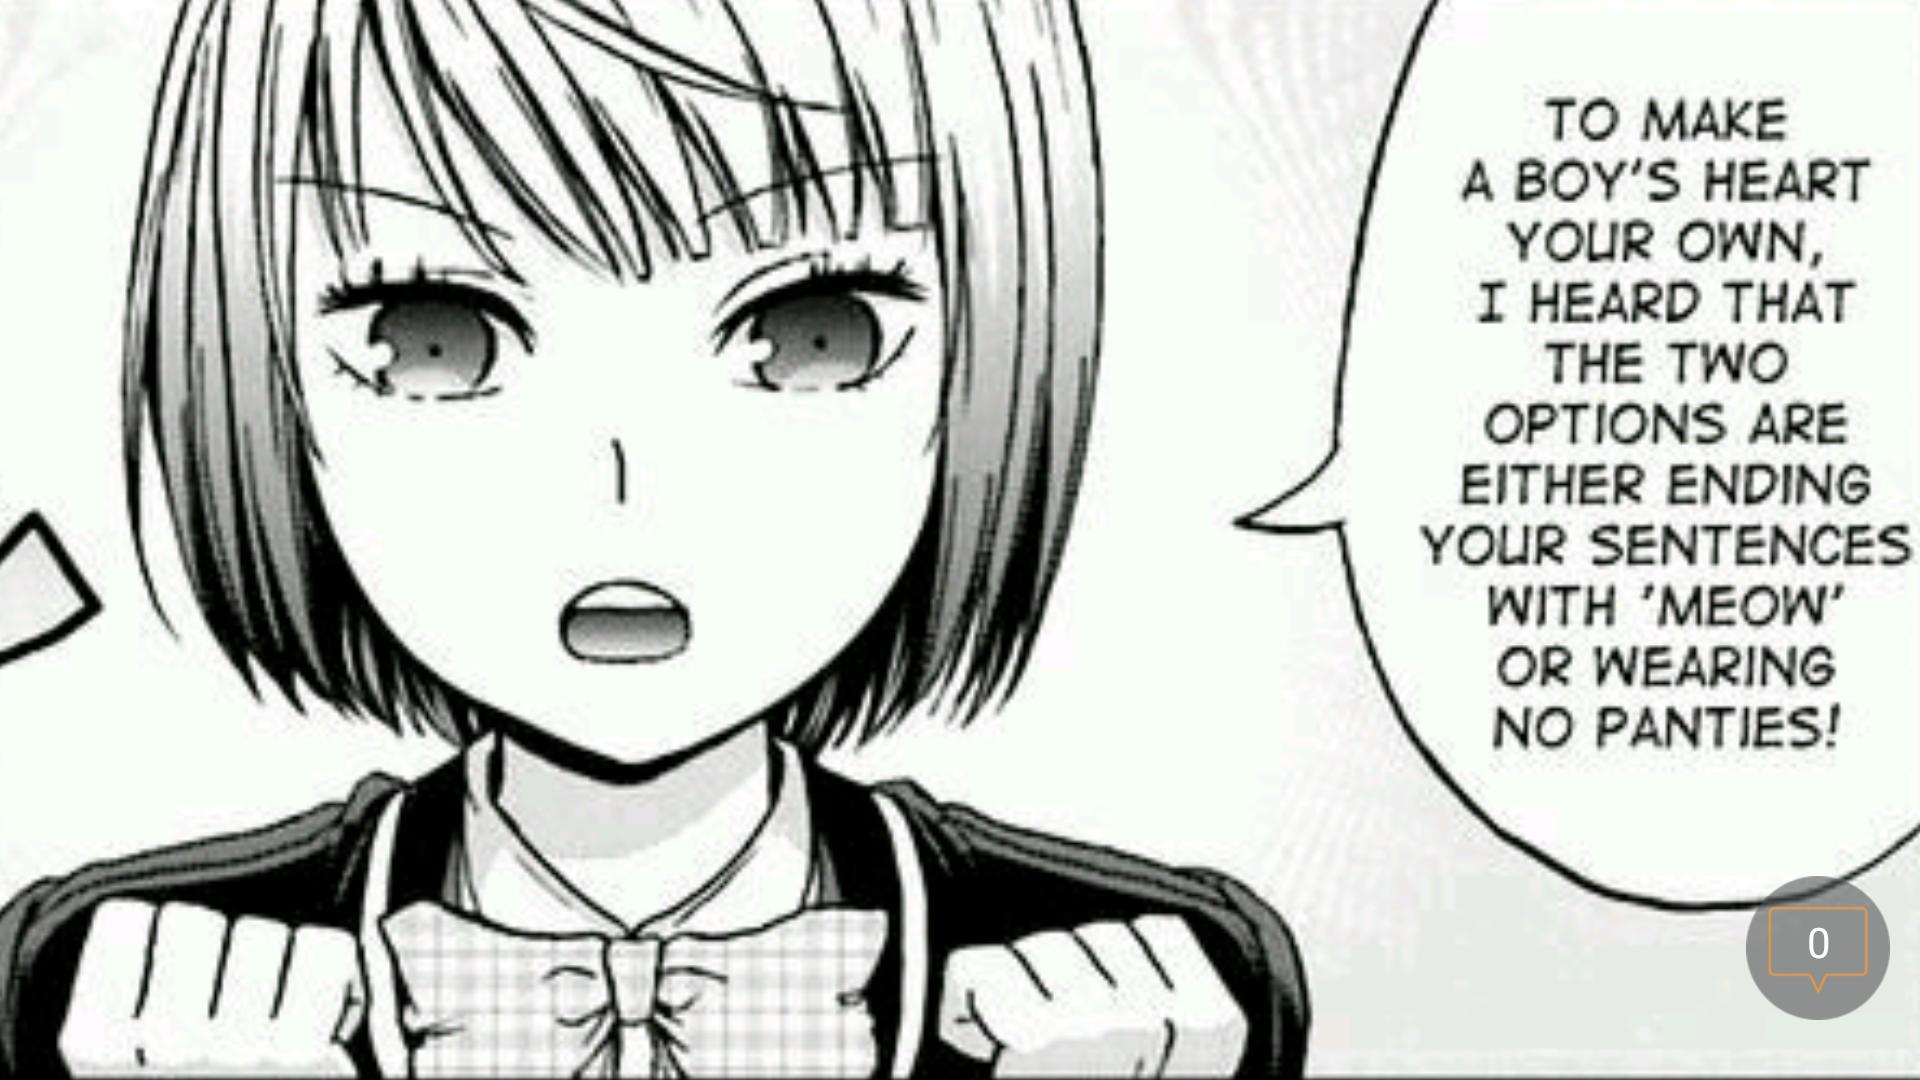 TO MAKE
A BOY'S HEART
YOUR OWN,
I HEARD THAT
THE TWO
OPTIONS ARE
EITHER ENDING
YOUR SENTENCES
WITH 'MEOW'
OR WEARING
NO PANTIES!
0